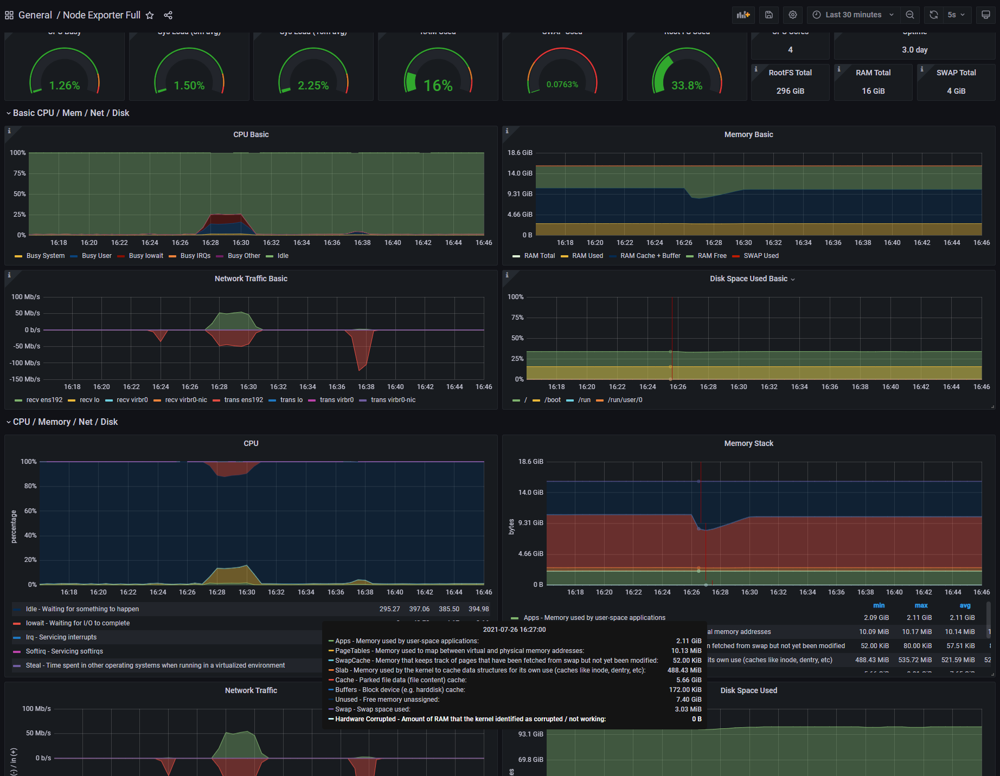 General / Node Exporter Full
Last 30 minutes
5s
CPU Busy
Sys Load (5m avg)
Sys Load (15m avg)
RAM Used
SWAP Used
Root FS Used
CPU Cores
Uptime
1.26%
1.50%
2.25%
16%
0.0763%
33.8%
4
3.0 day
RootFS Total
RAM Total
SWAP Total
296 GiB
16 GiB
4 GiB
Basic CPU / Mem / Net / Disk
CPU Basic
100%
75%
50%
25%
0%
16:18 16:20 16:22 16:24 16:26 16:28 16:30 16:32 16:34 16:36 16:38 16:40 16:42 16:44 16:46
Busy System Busy User Busy Iowait Busy IRQs Busy Other Idle
Memory Basic
18.6 GiB
14.0 GiB
9.31 GiB
4.66 GiB
0 B
16:18 16:20 16:22 16:24 16:26 16:28 16:30 16:32 16:34 16:36 16:38 16:40 16:42 16:44 16:46
RAM Total RAM Used RAM Cache + Buffer RAM Free SWAP Used
Network Traffic Basic
100 Mb/s
50 Mb/s
0 b/s
-50 Mb/s
-100 Mb/s
-150 Mb/s
16:18 16:20 16:22 16:24 16:26 16:28 16:30 16:32 16:34 16:36 16:38 16:40 16:42 16:44 16:46
recv ens192 recv lo recv virbr0 recv virbr0-nic trans ens192 trans lo trans virbr0 trans virbr0-nic
Disk Space Used Basic
100%
75%
50%
25%
0%
16:18 16:20 16:22 16:24 16:26 16:28 16:30 16:32 16:34 16:36 16:38 16:40 16:42 16:44 16:46
/ /boot /run /run/user/0
CPU / Memory / Net / Disk
CPU
percentage
100%
80%
60%
40%
20%
0%
16:18 16:20 16:22 16:24 16:26 16:28 16:30 16:32 16:34 16:36 16:38 16:40 16:42 16:44 16:46
Idle - Waiting for something to happen 295.27 397.06 385.50 394.98
Iowait - Waiting for I/O to complete
Irq - Servicing interrupts
Softirq - Servicing softirqs
Steal - Time spent in other operating systems when running in a virtualized environment
Memory Stack
bytes
18.6 GiB
14.0 GiB
9.31 GiB
4.66 GiB
0 B
16:18 16:20 16:22 16:24 16:26 16:28 16:30 16:32 16:34 16:36 16:38 16:40 16:42 16:44 16:46
min max avg
Apps - Memory used by user-space applications 2.09 GiB 2.11 GiB 2.11 GiB
al memory addresses 10.09 MiB 10.17 MiB 10.14 MiB
n fetched from swap but not yet been modified 52.00 KiB 80.00 KiB 57.51 KiB
its own use (caches like inode, dentry, etc) 488.43 MiB 535.72 MiB 521.59 MiB 52
2021-07-26 16:27:00
Apps - Memory used by user-space applications: 2.11 GiB
PageTables - Memory used to map between virtual and physical memory addresses: 10.13 MiB
SwapCache - Memory that keeps track of pages that have been fetched from swap but not yet been modified: 52.00 KiB
Slab - Memory used by the kernel to cache data structures for its own use (caches like inode, dentry, etc): 488.43 MiB
Cache - Parked file data (file content) cache: 5.66 GiB
Buffers - Block device (e.g. harddisk) cache: 172.00 KiB
Unused - Free memory unassigned: 7.40 GiB
Swap - Swap space used: 3.03 MiB
Hardware Corrupted - Amount of RAM that the kernel identified as corrupted / not working: 0 B
Network Traffic
(-) / in (+)
100 Mb/s
50 Mb/s
0 b/s
Disk Space Used
93.1 GiB
69.8 GiB